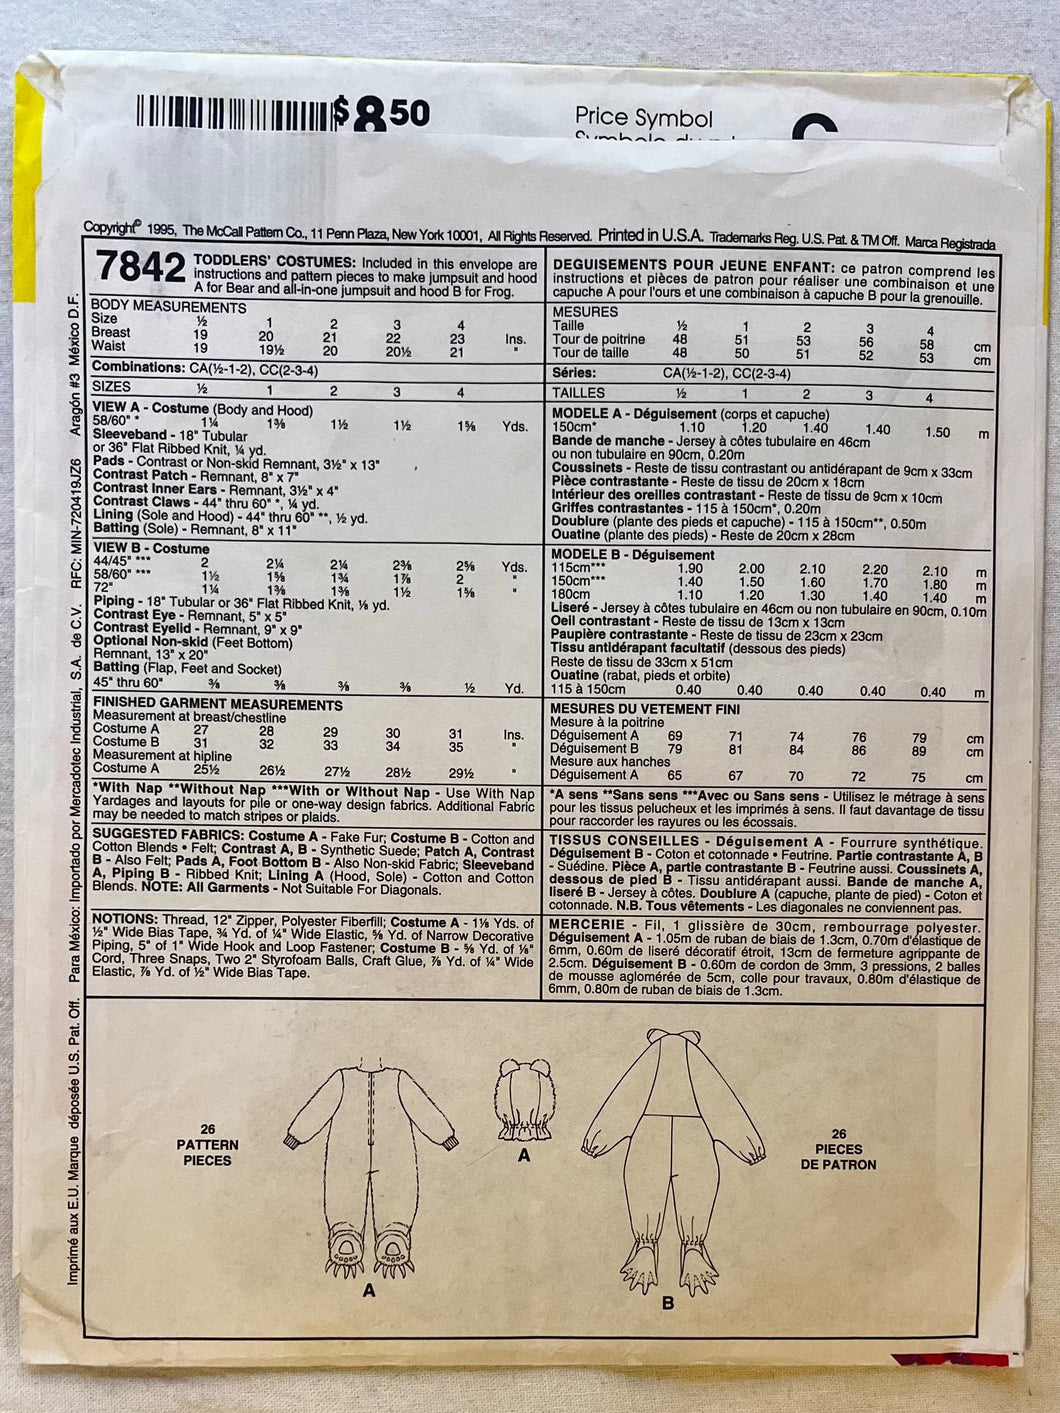 $8.50
Price Symbol
Copyright© 1995, The McCall Pattern Co., 11 Penn Plaza, New York 10001, All Rights Reserved. Printed in U.S.A. Trademarks Reg. U.S. Pat. & TM Off. Marca Registrada
7842 TODDLERS' COSTUMES: Included in this envelope are
instructions and pattern pieces to make jumpsuit and hood
A for Bear and all-in-one jumpsuit and hood B for Frog.
BODY MEASUREMENTS
Size ½ 1 2 3 4
Breast 19 20 21 22 23 Ins.
Waist 19 19½ 20 20½ 21 "
Combinations: CA(½-1-2), CC(2-3-4)
SIZES ½ 1 2 3 4
VIEW A - Costume (Body and Hood)
58/60" * 1¼ 1⅜ 1½ 1½ 1⅝ Yds.
Sleeveband - 18" Tubular
or 36" Flat Ribbed Knit, ¼ yd.
Pads - Contrast or Non-skid Remnant, 3½" x 13"
Contrast Patch - Remnant, 8" x 7"
Contrast Inner Ears - Remnant, 3½" x 4"
Contrast Claws - 44" thru 60" *, ¼ yd.
Lining (Sole and Hood) - 44" thru 60" **, ½ yd.
Batting (Sole) - Remnant, 8" x 11"
VIEW B - Costume
44/45" *** 2 2¼ 2¼ 2⅜ 2⅜ Yds.
58/60" *** 1½ 1⅝ 1¾ 1⅞ 2 "
72" 1¼ 1⅜ 1⅜ 1½ 1⅝ "
Piping - 18" Tubular or 36" Flat Ribbed Knit, ⅛ yd.
Contrast Eye - Remnant, 5" x 5"
Contrast Eyelid - Remnant, 9" x 9"
Optional Non-skid (Feet Bottom)
Remnant, 13" x 20"
Batting (Flap, Feet and Socket)
45" thru 60" ⅜ ⅜ ⅜ ⅜ ½ Yd.
FINISHED GARMENT MEASUREMENTS
Measurement at breast/chestline
Costume A 27 28 29 30 31 Ins.
Costume B 31 32 33 34 35 "
Measurement at hipline
Costume A 25½ 26½ 27½ 28½ 29½ "
*With Nap **Without Nap ***With or Without Nap - Use With Nap
Yardages and layouts for pile or one-way design fabrics. Additional Fabric
may be needed to match stripes or plaids.
SUGGESTED FABRICS: Costume A - Fake Fur; Costume B - Cotton and
Cotton Blends • Felt; Contrast A, B - Synthetic Suede; Patch A, Contrast
B - Also Felt; Pads A, Foot Bottom B - Also Non-skid Fabric; Sleeveband
A, Piping B - Ribbed Knit; Lining A (Hood, Sole) - Cotton and Cotton
Blends. NOTE: All Garments - Not Suitable For Diagonals.
NOTIONS: Thread, 12" Zipper, Polyester Fiberfill; Costume A - 1⅛ Yds. of
½" Wide Bias Tape, ¾ Yd. of ¼" Wide Elastic, ⅝ Yd. of Narrow Decorative
Piping, 5" of 1" Wide Hook and Loop Fastener; Costume B - ⅝ Yd. of ⅛"
Cord, Three Snaps, Two 2" Styrofoam Balls, Craft Glue, ⅞ Yd. of ¼" Wide
Elastic, ⅞ Yd. of ½" Wide Bias Tape.
DEGUISEMENTS POUR JEUNE ENFANT: ce patron comprend les
instructions et pièces de patron pour réaliser une combinaison et une
capuche A pour l'ours et une combinaison à capuche B pour la grenouille.
MESURES
Taille ½ 1 2 3 4
Tour de poitrine 48 51 53 56 58 cm
Tour de taille 48 50 51 52 53 cm
Séries: CA(½-1-2), CC(2-3-4)
TAILLES ½ 1 2 3 4
MODELE A - Déguisement (corps et capuche)
150cm* 1.10 1.20 1.40 1.40 1.50 m
Bande de manche - Jersey à côtes tubulaire en 46cm
ou non tubulaire en 90cm, 0.20m
Coussinets - Reste de tissu contrastant ou antidérapant de 9cm x 33cm
Pièce contrastante - Reste de tissu de 20cm x 18cm
Intérieur des oreilles contrastant - Reste de tissu de 9cm x 10cm
Griffes contrastantes - 115 à 150cm*, 0.20m
Doublure (plante des pieds et capuche) - 115 à 150cm**, 0.50m
Ouatine (plante des pieds) - Reste de 20cm x 28cm
MODELE B - Déguisement
115cm*** 1.90 2.00 2.10 2.20 2.10 m
150cm*** 1.40 1.50 1.60 1.70 1.80 m
180cm 1.10 1.20 1.30 1.40 1.40 m
Liseré - Jersey à côtes tubulaire en 46cm ou non tubulaire en 90cm, 0.10m
Oeil contrastant - Reste de tissu de 13cm x 13cm
Paupière contrastante - Reste de tissu de 23cm x 23cm
Tissu antidérapant facultatif (dessous des pieds)
Reste de tissu de 33cm x 51cm
Ouatine (rabat, pieds et orbite)
115 à 150cm 0.40 0.40 0.40 0.40 0.40 m
MESURES DU VETEMENT FINI
Mesure à la poitrine
Déguisement A 69 71 74 76 79 cm
Déguisement B 79 81 84 86 89 cm
Mesure aux hanches
Déguisement A 65 67 70 72 75 cm
*A sens **Sans sens ***Avec ou Sans sens - Utilisez le métrage à sens
pour les tissus pelucheux et les imprimés à sens. Il faut davantage de tissu
pour raccorder les rayures ou les écossais.
TISSUS CONSEILLES - Déguisement A - Fourrure synthétique.
Déguisement B - Coton et cotonnade • Feutrine. Partie contrastante A, B
- Suédine. Pièce A, partie contrastante B - Feutrine aussi. Coussinets A,
dessous de pied B - Tissu antidérapant aussi. Bande de manche A,
liseré B - Jersey à côtes. Doublure A (capuche, plante de pied) - Coton et
cotonnade. N.B. Tous vêtements - Les diagonales ne conviennent pas.
MERCERIE - Fil, 1 glissière de 30cm, rembourrage polyester.
Déguisement A - 1.05m de ruban de biais de 1.3cm, 0.70m d'élastique de
6mm, 0.60m de liseré décoratif étroit, 13cm de fermeture agrippante de
2.5cm. Déguisement B - 0.60m de cordon de 3mm, 3 pressions, 2 balles
de mousse aglomérée de 5cm, colle pour travaux, 0.80m d'élastique de
6mm, 0.80m de ruban de biais de 1.3cm.
26
PATTERN
PIECES
A
A
B
26
PIECES
DE PATRON
Imprimé aux E.U. Marque déposée U.S. Pat. Off. Para México: Importado por Mercadotec Industrial, S.A. de C.V. RFC: MIN-720419JZ6 Aragón #3 México D.F.